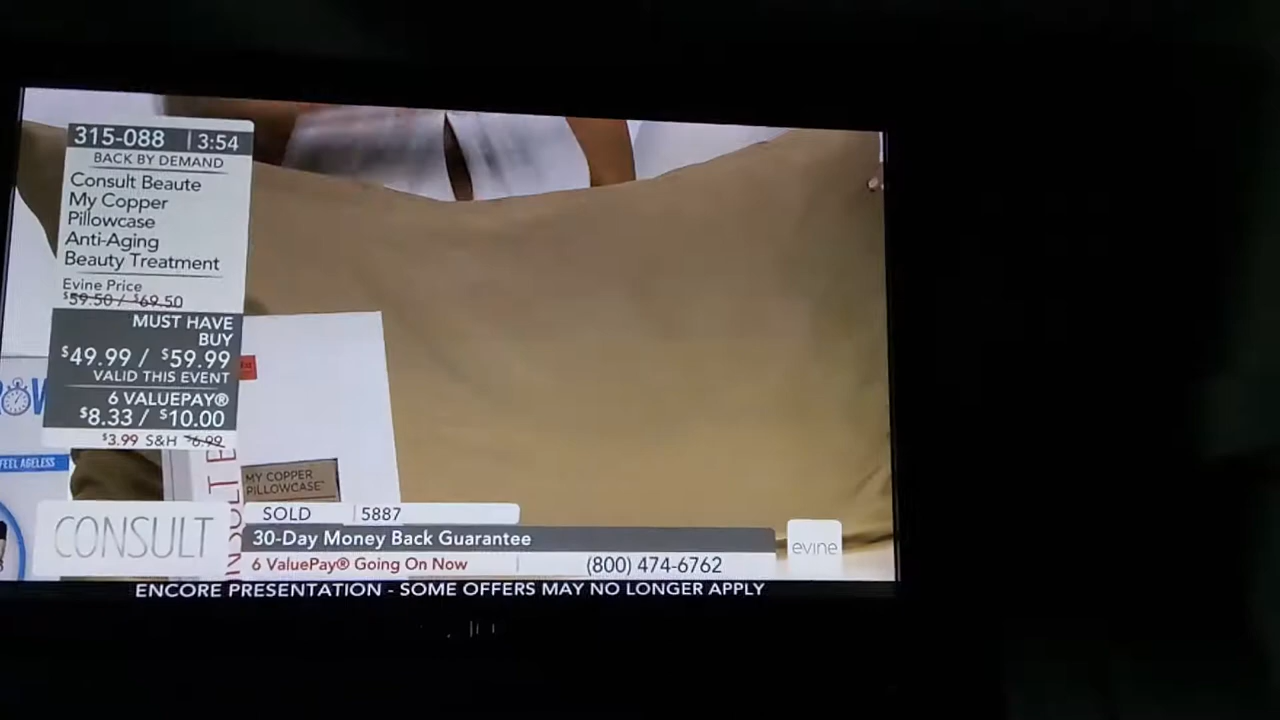 315-088 | 3:54
BACK BY DEMAND
Consult Beaute
My Copper
Pillowcase
Anti-Aging
Beauty Treatment
Evine Price
$59.50 / $69.50
MUST HAVE
BUY
$49.99 / $59.99
VALID THIS EVENT
6 VALUEPAY®
$8.33 / $10.00
$3.99 S&H $6.99
FEEL AGELESS
MY COPPER
PILLOWCASE™
CONSULT
SOLD | 5887
30-Day Money Back Guarantee
6 ValuePay® Going On Now | (800) 474-6762
evine
ENCORE PRESENTATION - SOME OFFERS MAY NO LONGER APPLY